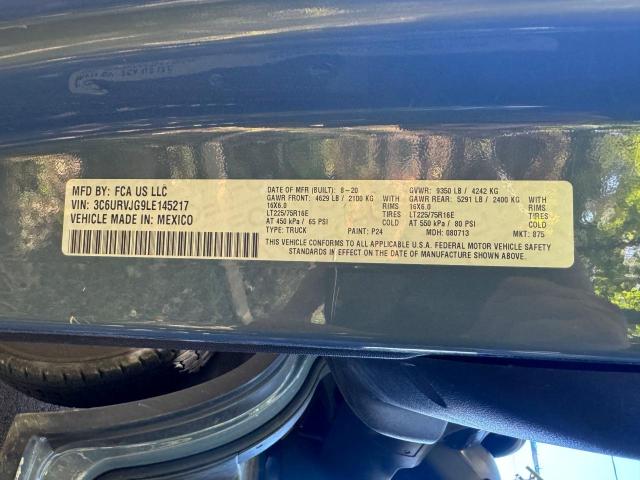 MFD BY: FCA US LLC
VIN: 3C6URVJG9LE145217
VEHICLE MADE IN: MEXICO
DATE OF MFR (BUILT): 8-20 GVWR: 9350 LB / 4242 KG
GAWR FRONT: 4629 LB / 2100 KG WITH GAWR REAR: 5291 LB / 2400 KG WITH
16X6.0 RIMS 16X6.0 RIMS
LT225/75R16E TIRES LT225/75R16E TIRES
AT 450 kPa / 65 PSI COLD AT 550 kPa / 80 PSI COLD
TYPE: TRUCK PAINT: P24 MDH: 080713 MKT: 875
THIS VEHICLE CONFORMS TO ALL APPLICABLE U.S.A. FEDERAL MOTOR VEHICLE SAFETY
STANDARDS IN EFFECT ON THE DATE OF MANUFACTURE SHOWN ABOVE.